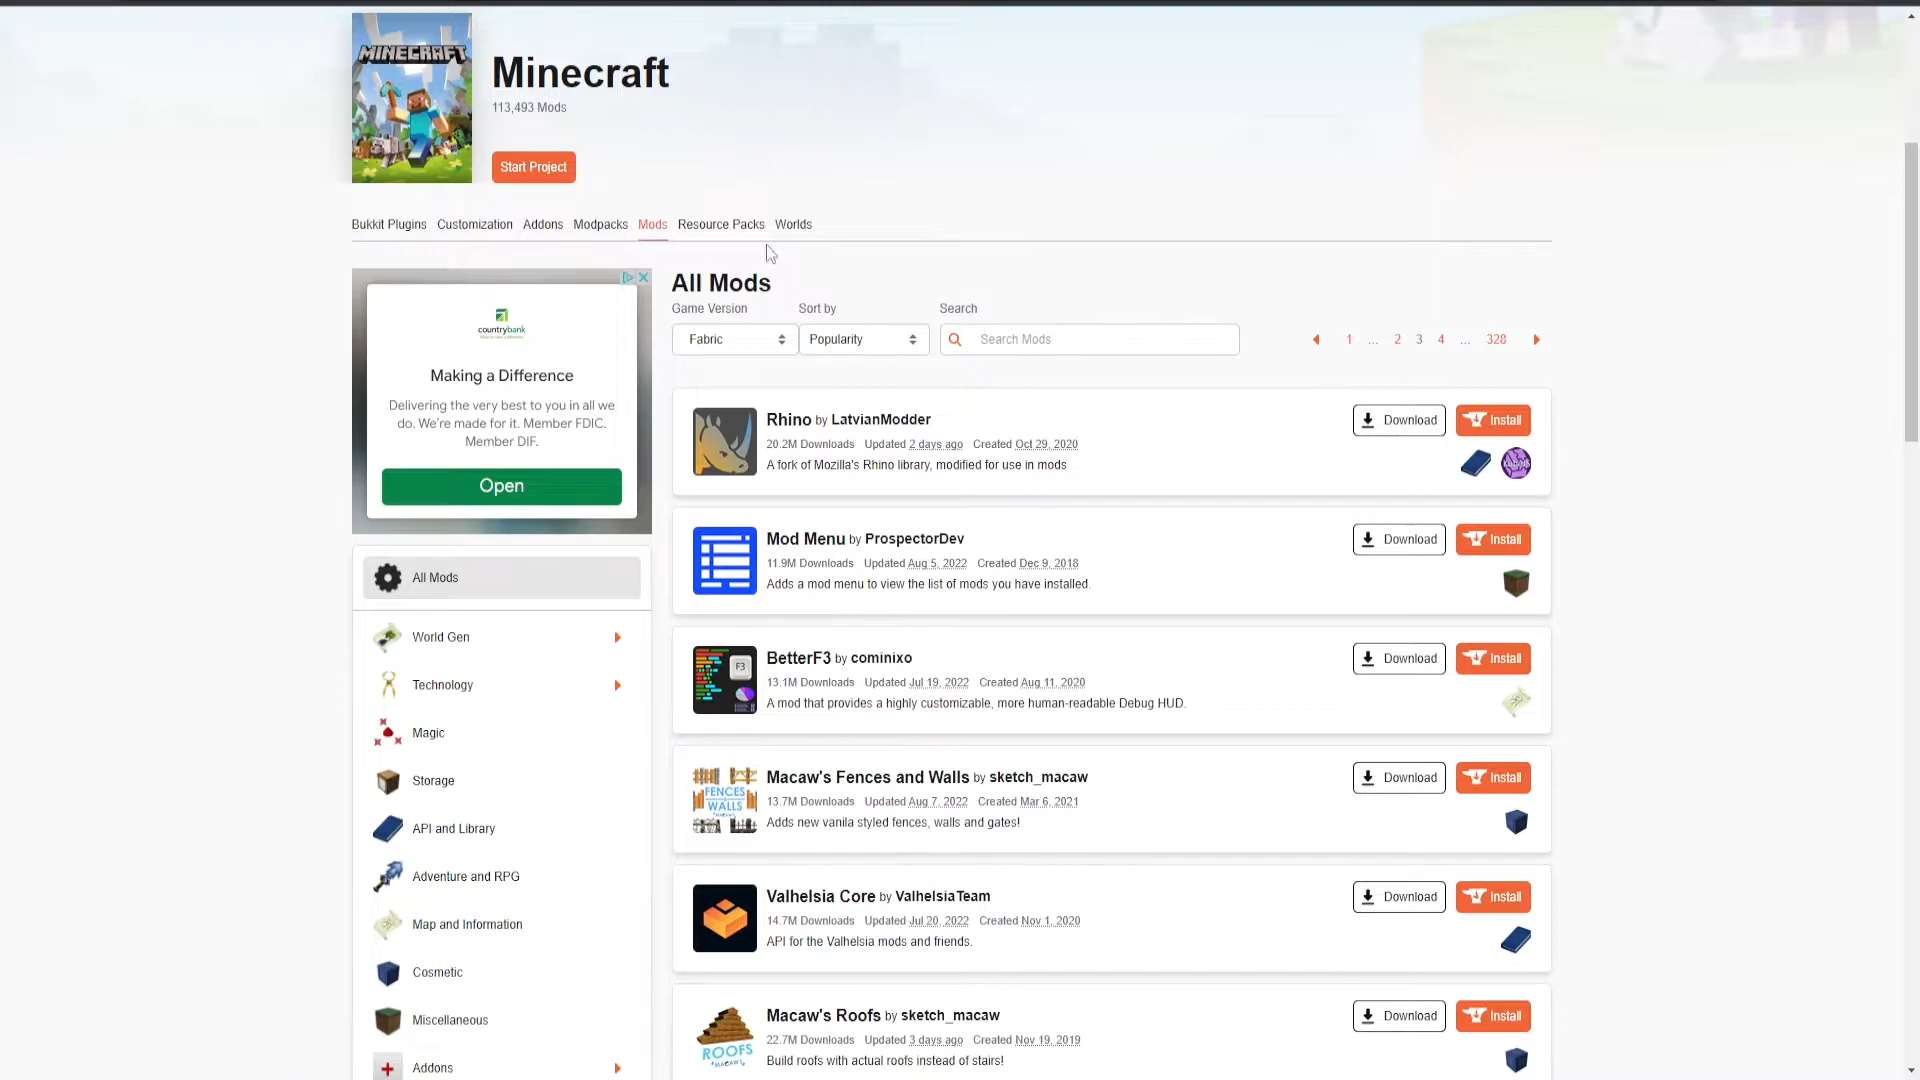 MINECRAFT
Minecraft
113,493 Mods
Start Project
Bukkit Plugins Customization Addons Modpacks Mods Resource Packs Worlds
countrybank
Making a Difference
Delivering the very best to you in all we
do. We're made for it. Member FDIC.
Member DIF.
Open
All Mods
World Gen
Technology
Magic
Storage
API and Library
Adventure and RPG
Map and Information
Cosmetic
Miscellaneous
Addons
All Mods
Game Version Sort by Search
Fabric Popularity Search Mods 1 ... 2 3 4 ... 328
Rhino by LatvianModder Download Install
20.2M Downloads Updated 2 days ago Created Oct 29, 2020
A fork of Mozilla's Rhino library, modified for use in mods
Mod Menu by ProspectorDev Download Install
11.9M Downloads Updated Aug 5, 2022 Created Dec 9, 2018
Adds a mod menu to view the list of mods you have installed.
F3
BetterF3 by cominixo Download Install
13.1M Downloads Updated Jul 19, 2022 Created Aug 11, 2020
A mod that provides a highly customizable, more human-readable Debug HUD.
FENCES
WALLS
Macaw's Fences and Walls by sketch_macaw Download Install
13.7M Downloads Updated Aug 7, 2022 Created Mar 6, 2021
Adds new vanila styled fences, walls and gates!
Valhelsia Core by ValhelsiaTeam Download Install
14.7M Downloads Updated Jul 20, 2022 Created Nov 1, 2020
API for the Valhelsia mods and friends.
ROOFS
MACAW'S
Macaw's Roofs by sketch_macaw Download Install
22.7M Downloads Updated 3 days ago Created Nov 19, 2019
Build roofs with actual roofs instead of stairs!